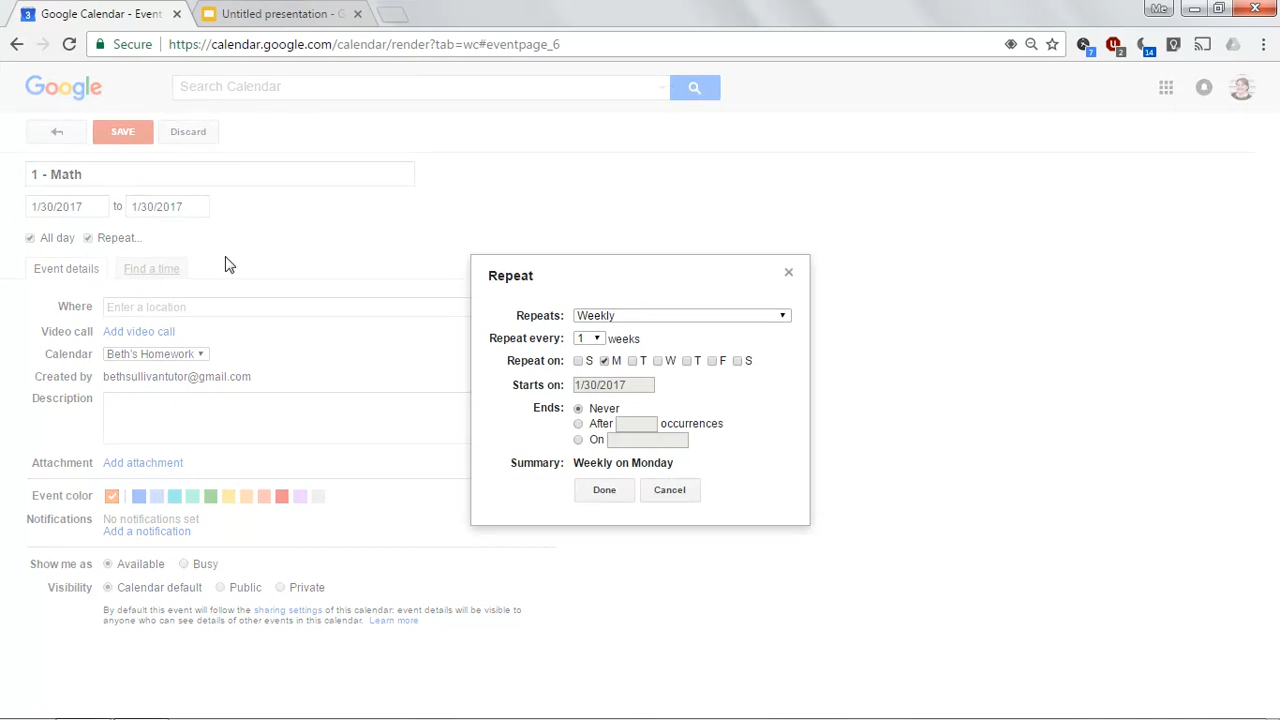 3 Google Calendar - Event × Untitled presentation - G ×
Me
Secure https://calendar.google.com/calendar/render?tab=wc#eventpage_6
7 2 14
Google Search Calendar
SAVE Discard
1 - Math
1/30/2017 to 1/30/2017
All day Repeat...
Event details Find a time
Where Enter a location
Video call Add video call
Calendar Beth's Homework
Created by bethsullivantutor@gmail.com
Description
Attachment Add attachment
Event color
Notifications No notifications set
Add a notification
Show me as Available Busy
Visibility Calendar default Public Private
By default this event will follow the sharing settings of this calendar: event details will be visible to
anyone who can see details of other events in this calendar. Learn more
Repeat ×
Repeats: Weekly
Repeat every: 1 weeks
Repeat on: S M T W T F S
Starts on: 1/30/2017
Ends: Never
After occurrences
On
Summary: Weekly on Monday
Done Cancel